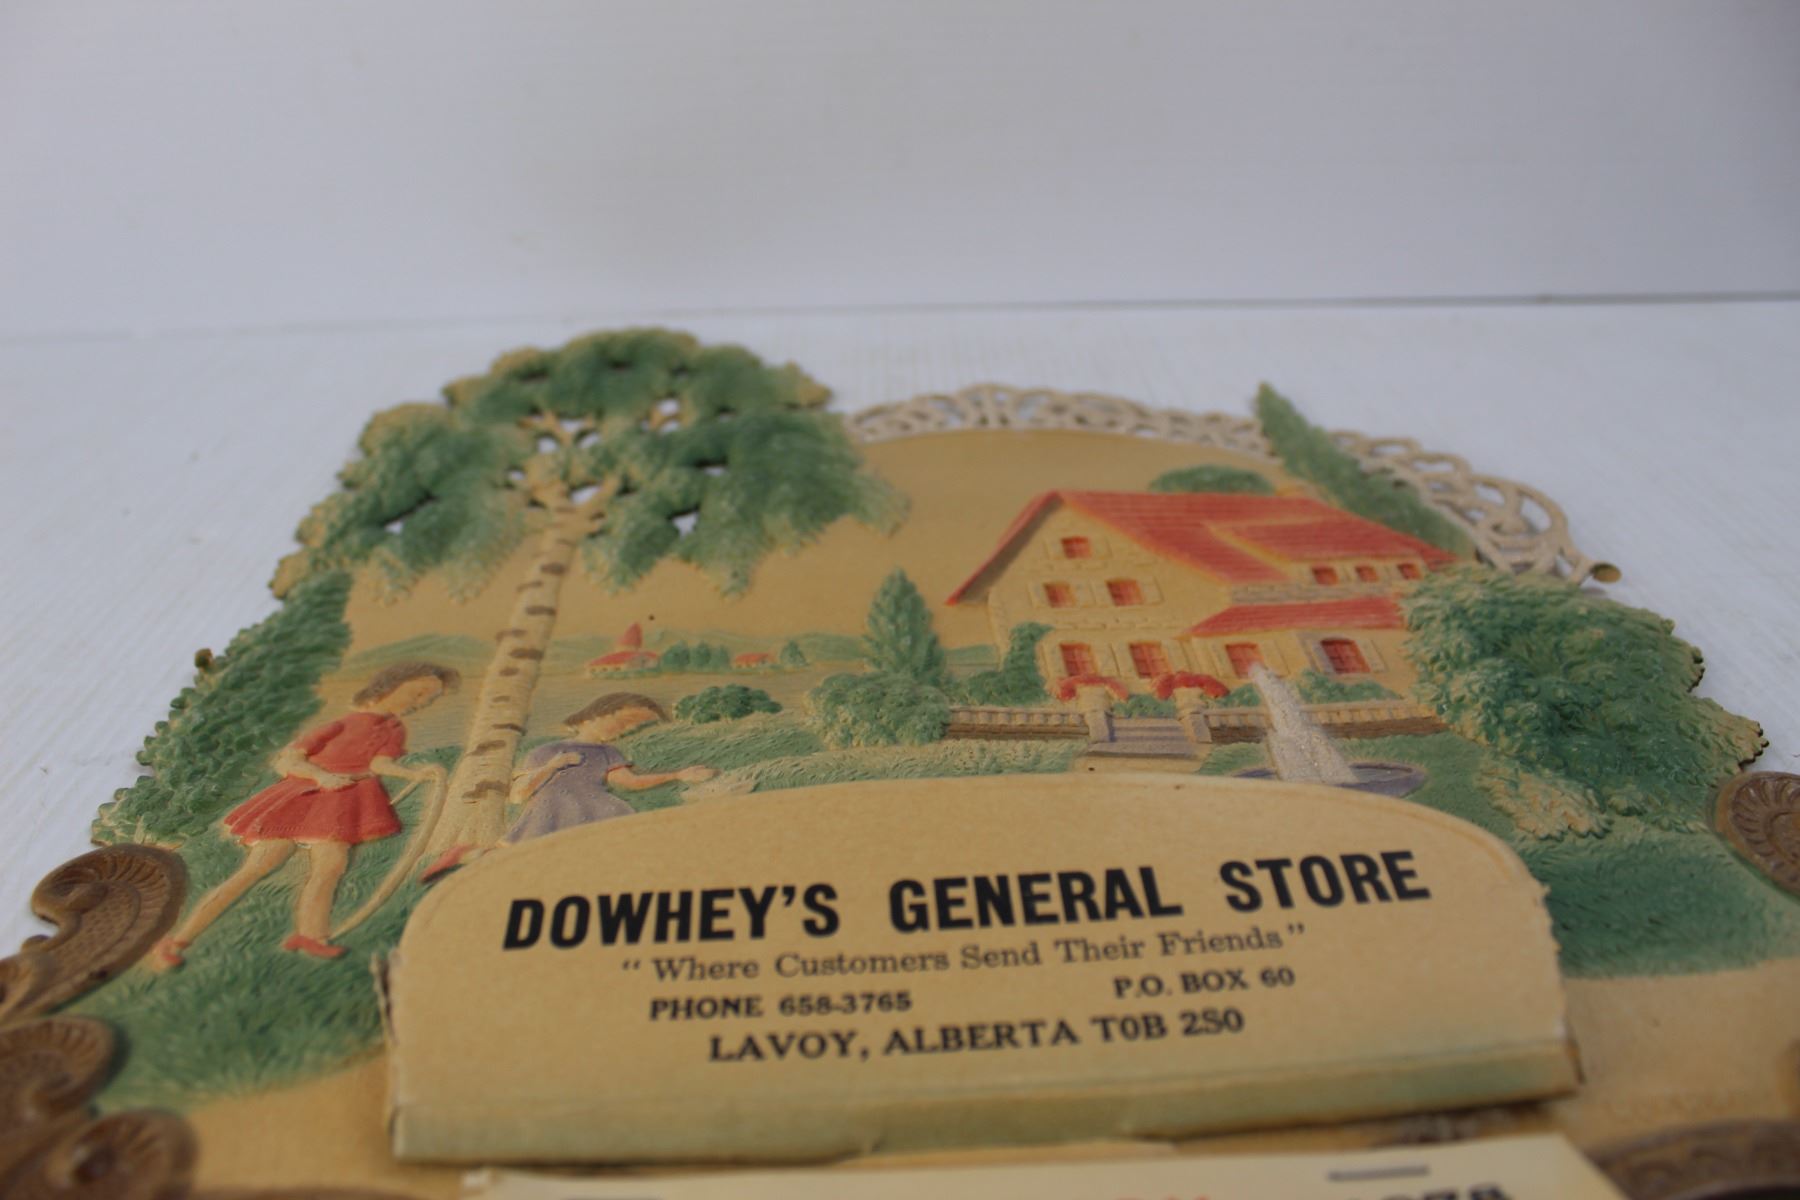 DOWHEY'S GENERAL STORE
"Where Customers Send Their Friends"
PHONE 658-3765 P.O. BOX 60
LAVOY, ALBERTA T0B 2S0